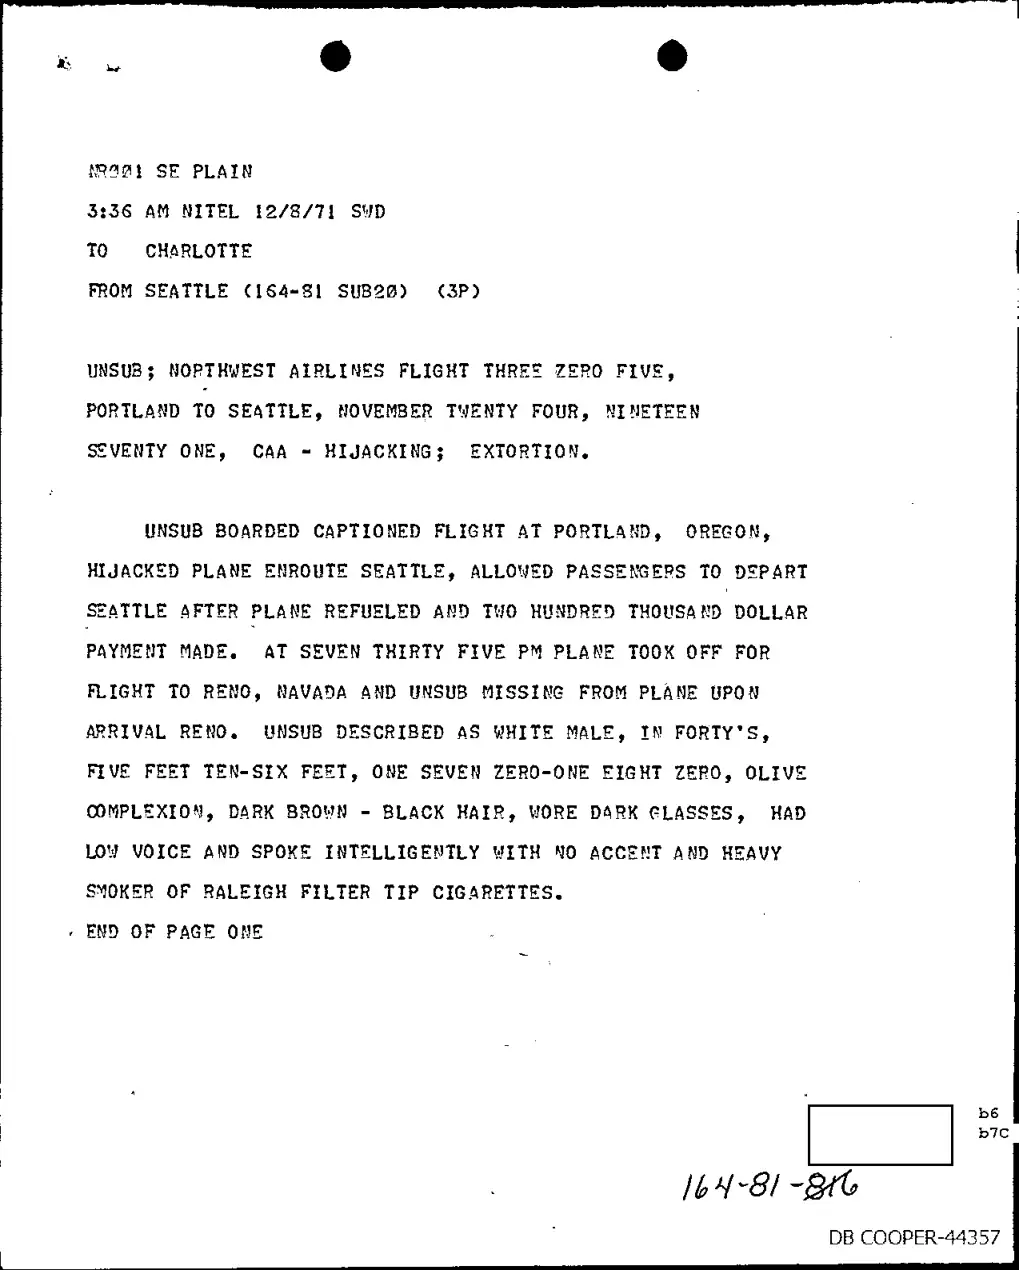 NR001 SE PLAIN
3:36 AM NITEL 12/8/71 SWD
TO CHARLOTTE
FROM SEATTLE (164-81 SUB20) (3P)
UNSUB; NORTHWEST AIRLINES FLIGHT THREE ZERO FIVE,
PORTLAND TO SEATTLE, NOVEMBER TWENTY FOUR, NINETEEN
SEVENTY ONE, CAA - HIJACKING; EXTORTION.
UNSUB BOARDED CAPTIONED FLIGHT AT PORTLAND, OREGON,
HIJACKED PLANE ENROUTE SEATTLE, ALLOWED PASSENGERS TO DEPART
SEATTLE AFTER PLANE REFUELED AND TWO HUNDRED THOUSAND DOLLAR
PAYMENT MADE. AT SEVEN THIRTY FIVE PM PLANE TOOK OFF FOR
FLIGHT TO RENO, NAVADA AND UNSUB MISSING FROM PLANE UPON
ARRIVAL RENO. UNSUB DESCRIBED AS WHITE MALE, IN FORTY'S,
FIVE FEET TEN-SIX FEET, ONE SEVEN ZERO-ONE EIGHT ZERO, OLIVE
COMPLEXION, DARK BROWN - BLACK HAIR, WORE DARK GLASSES, HAD
LOW VOICE AND SPOKE INTELLIGENTLY WITH NO ACCENT AND HEAVY
SMOKER OF RALEIGH FILTER TIP CIGARETTES.
END OF PAGE ONE
b6
b7C
164-81-816
DB COOPER-44357